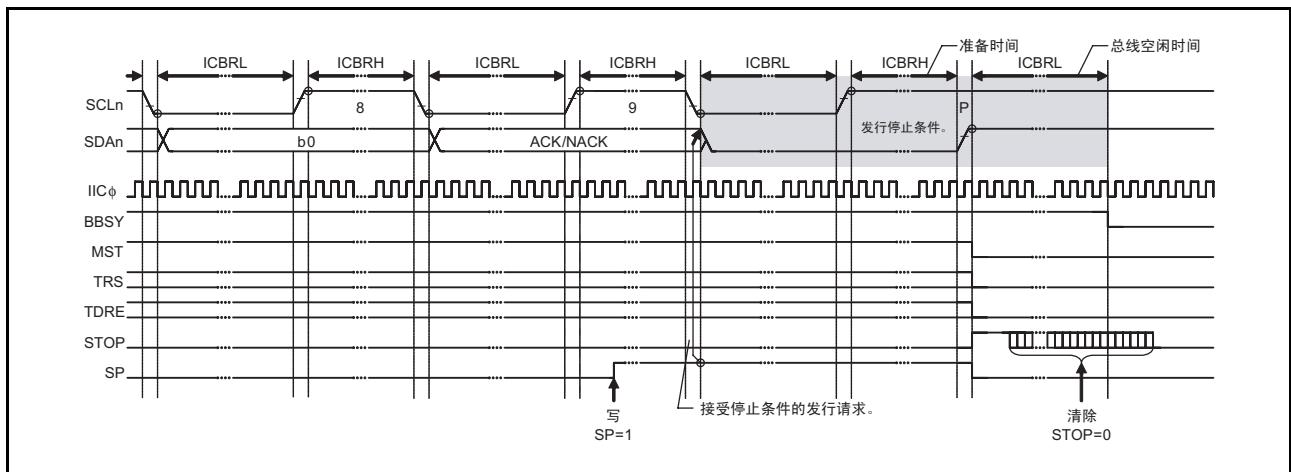 准备时间
总线空闲时间
ICBRL ICBRH ICBRL ICBRH ICBRL ICBRH ICBRL
SCLn 8 9 P
发行停止条件。
SDAn b0 ACK/NACK
IICφ
BBSY
MST
TRS
TDRE
STOP
SP
接受停止条件的发行请求。
写
SP=1
清除
STOP=0